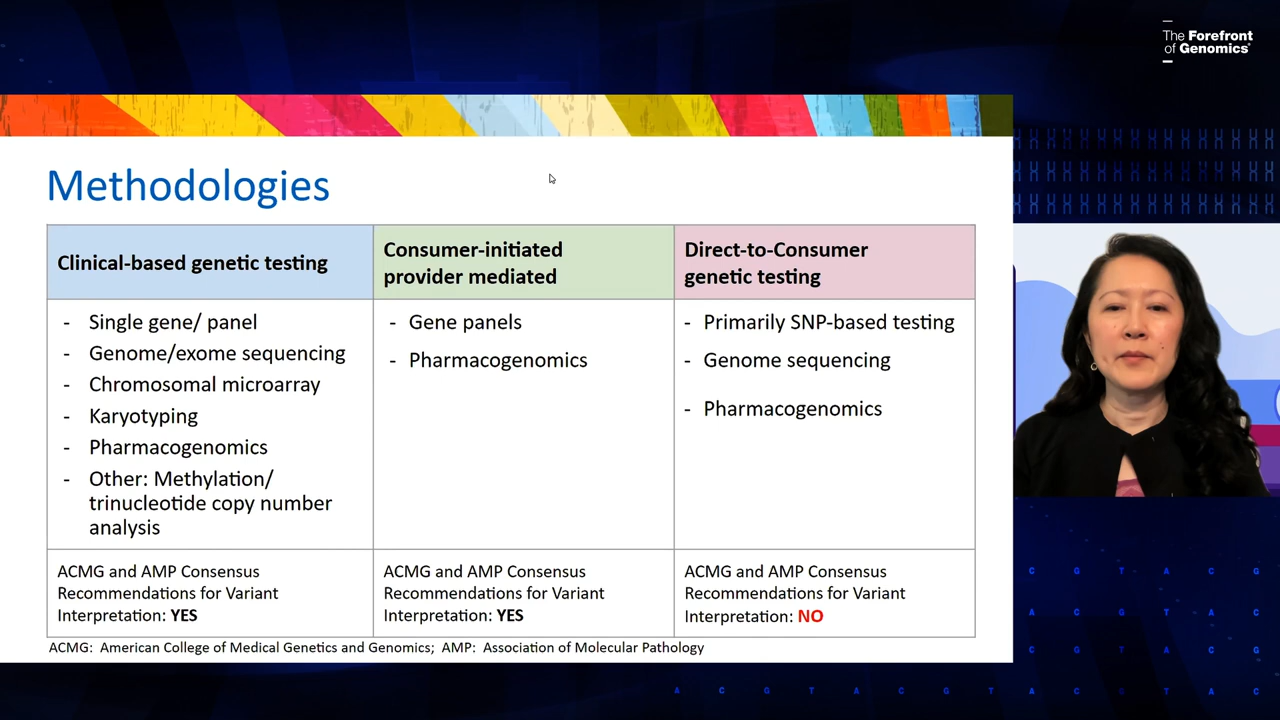 The Forefront
of Genomics®
Methodologies
Clinical-based genetic testing
Consumer-initiated
provider mediated
Direct-to-Consumer
genetic testing
- Single gene/ panel
- Genome/exome sequencing
- Chromosomal microarray
- Karyotyping
- Pharmacogenomics
- Other: Methylation/
trinucleotide copy number
analysis
- Gene panels
- Pharmacogenomics
- Primarily SNP-based testing
- Genome sequencing
- Pharmacogenomics
ACMG and AMP Consensus
Recommendations for Variant
Interpretation: YES
ACMG and AMP Consensus
Recommendations for Variant
Interpretation: YES
ACMG and AMP Consensus
Recommendations for Variant
Interpretation: NO
ACMG: American College of Medical Genetics and Genomics; AMP: Association of Molecular Pathology
C G T A C G
C G T A C G
C G T A C G
A C G T A C G T A C G T A C